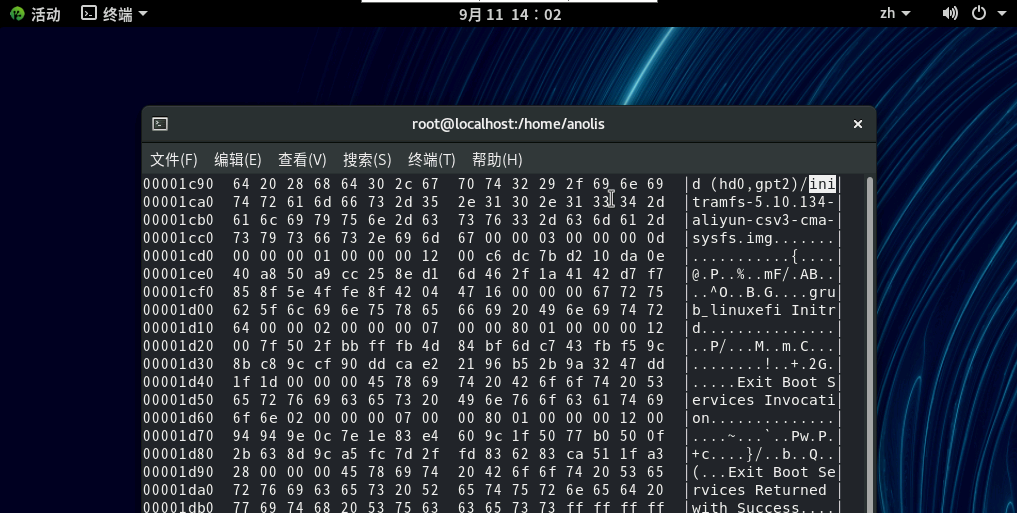 活动 终端 9月 11 14：02 zh
root@localhost:/home/anolis ×
文件(F) 编辑(E) 查看(V) 搜索(S) 终端(T) 帮助(H)
00001c90 64 20 28 68 64 30 2c 67 70 74 32 29 2f 69 6e 69 |d (hd0,gpt2)/ini|
00001ca0 74 72 61 6d 66 73 2d 35 2e 31 30 2e 31 33 34 2d |tramfs-5.10.134-|
00001cb0 61 6c 69 79 75 6e 2d 63 73 76 33 2d 63 6d 61 2d |aliyun-csv3-cma-|
00001cc0 73 79 73 66 73 2e 69 6d 67 00 00 03 00 00 00 0d |sysfs.img.......|
00001cd0 00 00 00 01 00 00 00 12 00 c6 dc 7b d2 10 da 0e |...........{....|
00001ce0 40 a8 50 a9 cc 25 8e d1 6d 46 2f 1a 41 42 d7 f7 |@.P..%..mF/.AB..|
00001cf0 85 8f 5e 4f fe 8f 42 04 47 16 00 00 00 67 72 75 |..^O..B.G....gru|
00001d00 62 5f 6c 69 6e 75 78 65 66 69 20 49 6e 69 74 72 |b_linuxefi Initr|
00001d10 64 00 00 02 00 00 00 07 00 00 80 01 00 00 00 12 |d...............|
00001d20 00 7f 50 2f bb ff fb 4d 84 bf 6d c7 43 fb f5 9c |..P/...M..m.C...|
00001d30 8b c8 9c cf 90 dd ca e2 21 96 b5 2b 9a 32 47 dd |........!..+.2G.|
00001d40 1f 1d 00 00 00 45 78 69 74 20 42 6f 6f 74 20 53 |.....Exit Boot S|
00001d50 65 72 76 69 63 65 73 20 49 6e 76 6f 63 61 74 69 |ervices Invocati|
00001d60 6f 6e 02 00 00 00 07 00 00 80 01 00 00 00 12 00 |on..............|
00001d70 94 94 9e 0c 7e 1e 83 e4 60 9c 1f 50 77 b0 50 0f |....~...`..Pw.P.|
00001d80 2b 63 8d 9c a5 fc 7d 2f fd 83 62 83 ca 51 1f a3 |+c....}/..b..Q..|
00001d90 28 00 00 00 45 78 69 74 20 42 6f 6f 74 20 53 65 |(...Exit Boot Se|
00001da0 72 76 69 63 65 73 20 52 65 74 75 72 6e 65 64 20 |rvices Returned |
00001db0 77 69 74 68 20 53 75 63 63 65 73 73 ff ff ff ff |with Success....|